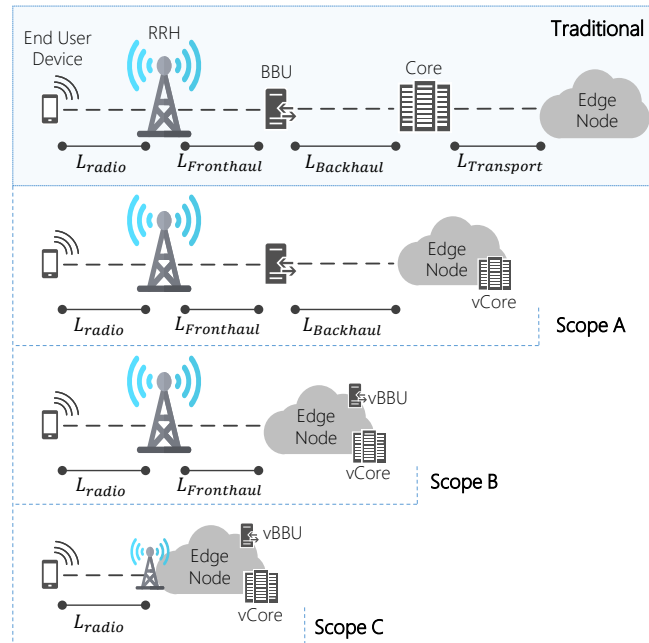 Traditional
End User
Device
RRH
BBU
Core
Edge
Node
L_radio
L_Fronthaul
L_Backhaul
L_Transport
Edge
Node
vCore
L_radio
L_Fronthaul
L_Backhaul
Scope A
vBBU
Edge
Node
vCore
L_radio
L_Fronthaul
Scope B
vBBU
Edge
Node
vCore
L_radio
Scope C